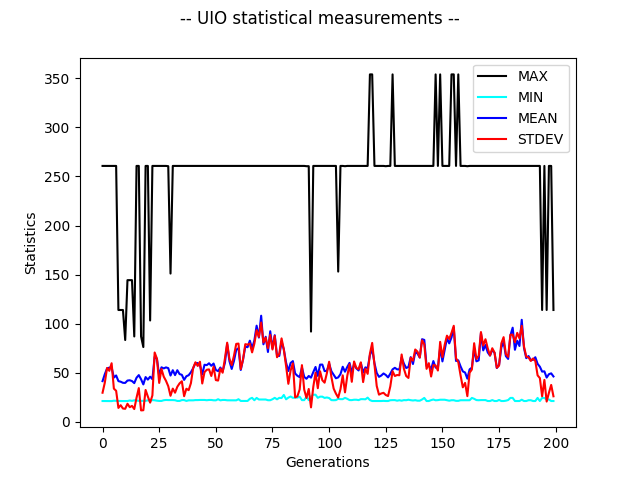 -- UIO statistical measurements --
MAX
MIN
MEAN
STDEV
Statistics
350
300
250
200
150
100
50
0
0 25 50 75 100 125 150 175 200
Generations